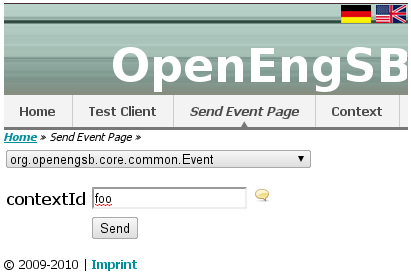 OpenEngSB
Home Test Client Send Event Page Context
Home » Send Event Page »
org.openengsb.core.common.Event
contextId foo
Send
© 2009-2010 | Imprint